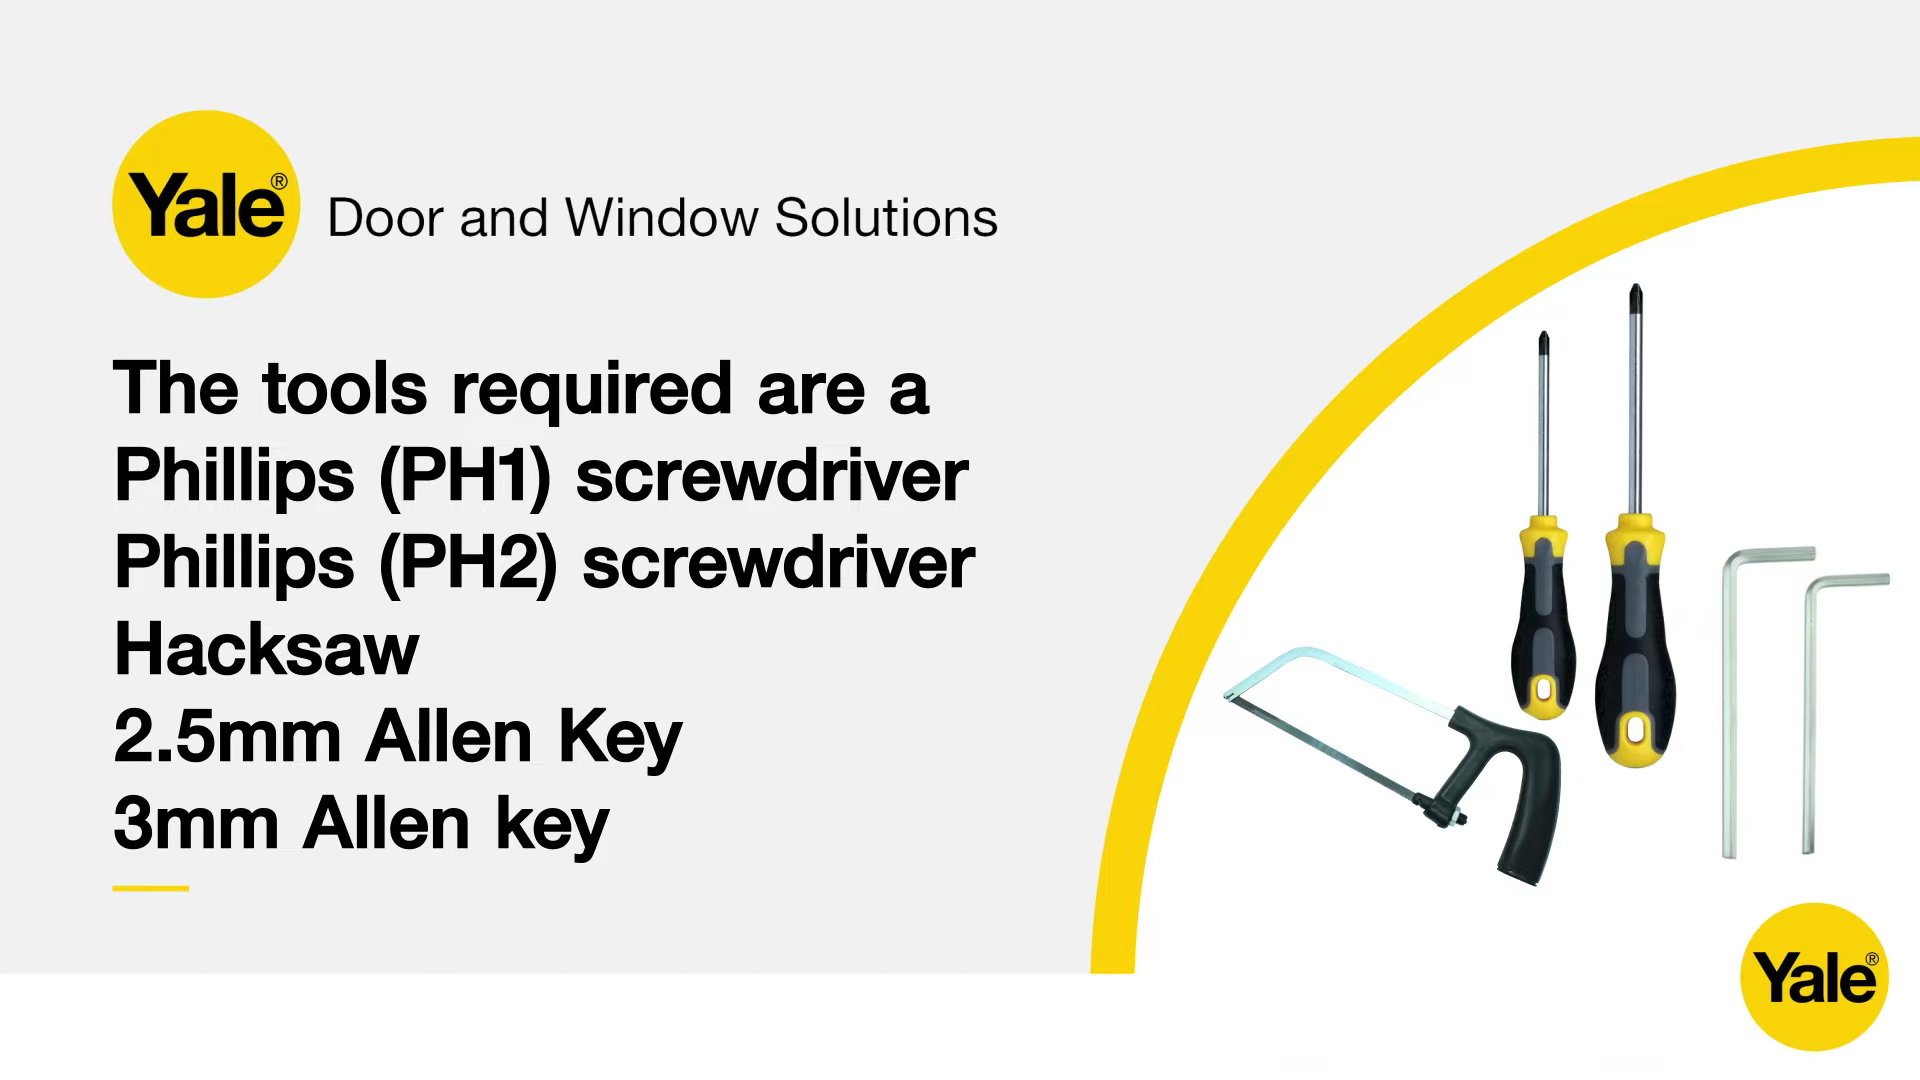 Yale®
Door and Window Solutions
The tools required are a
Phillips (PH1) screwdriver
Phillips (PH2) screwdriver
Hacksaw
2.5mm Allen Key
3mm Allen key
Yale®